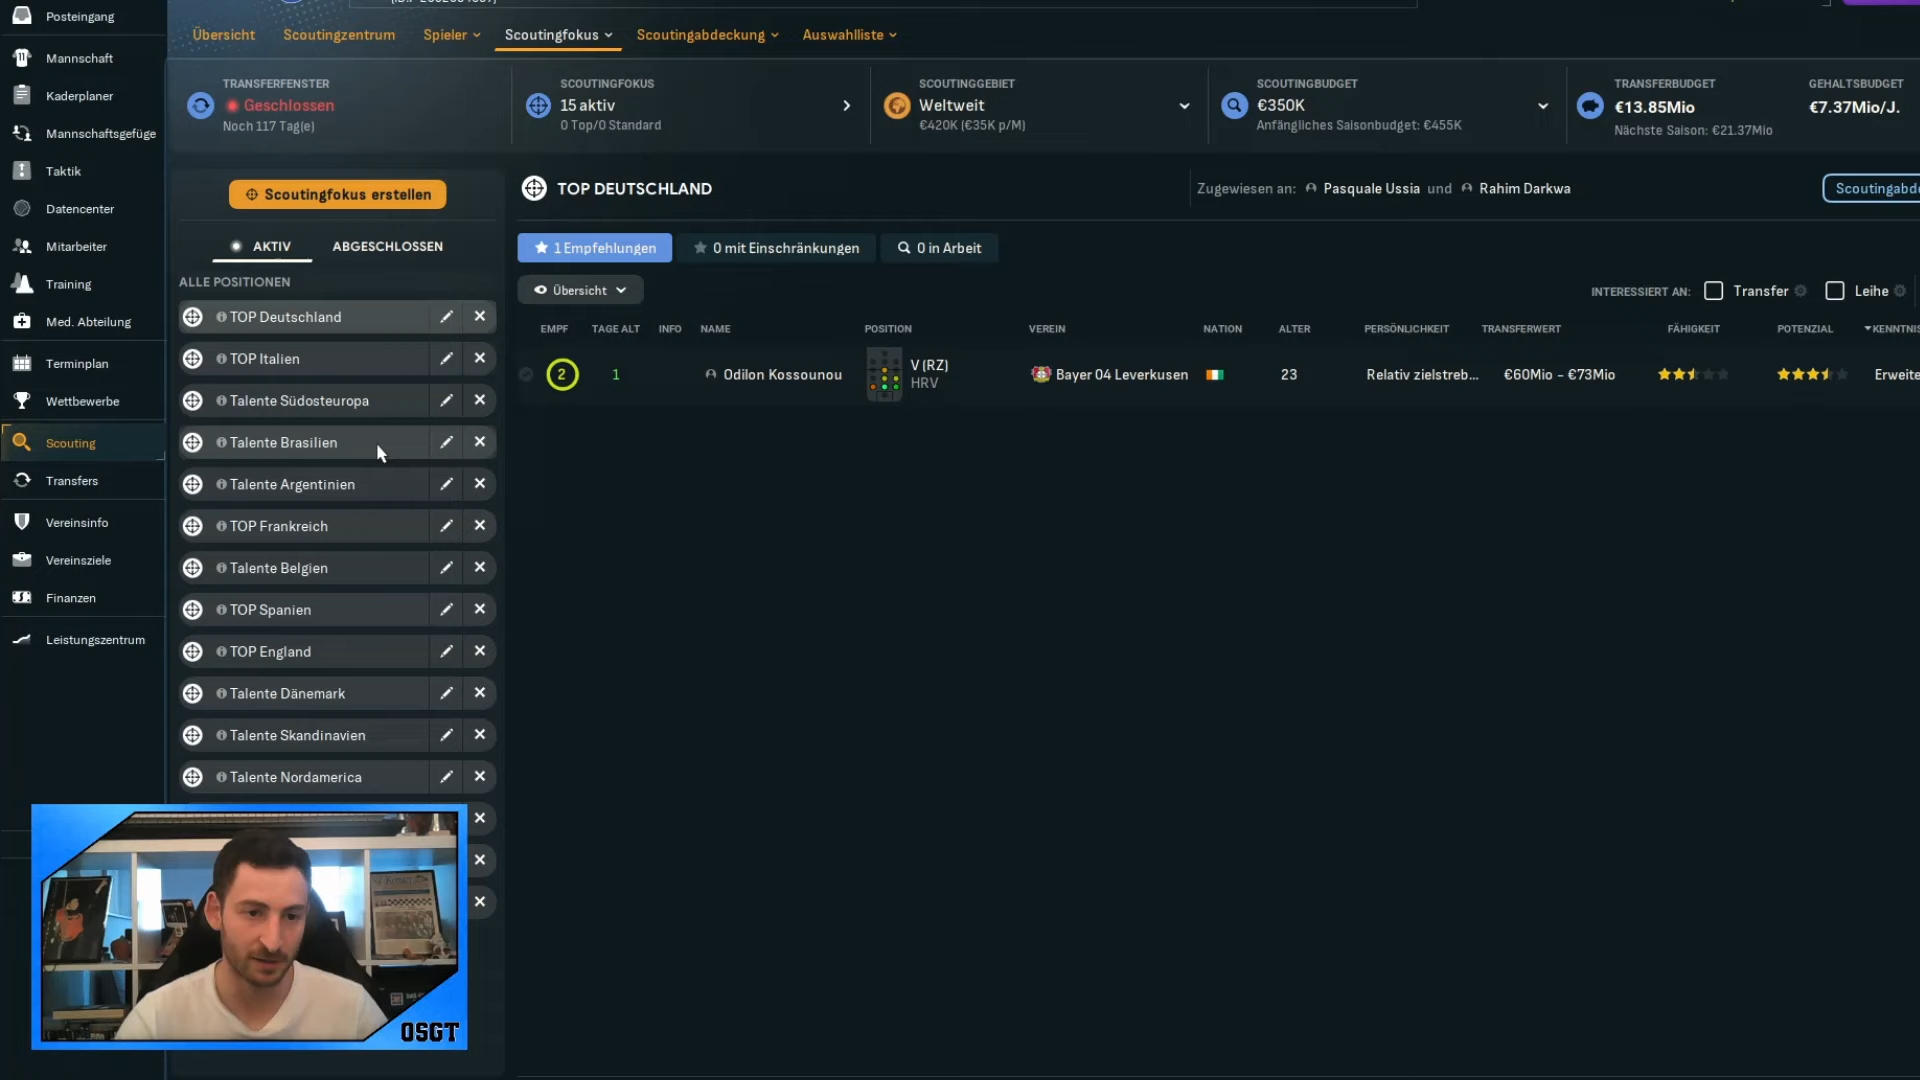 Posteingang
Mannschaft
Kaderplaner
Mannschaftsgefüge
Taktik
Datencenter
Mitarbeiter
Training
Med. Abteilung
Terminplan
Wettbewerbe
Scouting
Transfers
Vereinsinfo
Vereinsziele
Finanzen
Leistungszentrum
Übersicht
Scoutingzentrum
Spieler
Scoutingfokus
Scoutingabdeckung
Auswahlliste
TRANSFERFENSTER
Geschlossen
Noch 117 Tag(e)
SCOUTINGFOKUS
15 aktiv
0 Top/0 Standard
SCOUTINGGEBIET
Weltweit
€420K (€35K p/M)
SCOUTINGBUDGET
€350K
Anfängliches Saisonbudget: €455K
TRANSFERBUDGET
€13.85Mio
Nächste Saison: €21.37Mio
GEHALTSBUDGET
€7.37Mio/J.
Scoutingfokus erstellen
AKTIV
ABGESCHLOSSEN
ALLE POSITIONEN
TOP Deutschland
TOP Italien
Talente Südosteuropa
Talente Brasilien
Talente Argentinien
TOP Frankreich
Talente Belgien
TOP Spanien
TOP England
Talente Dänemark
Talente Skandinavien
Talente Nordamerica
TOP DEUTSCHLAND
Zugewiesen an: Pasquale Ussia und Rahim Darkwa
Scoutingabde
1 Empfehlungen
0 mit Einschränkungen
0 in Arbeit
Übersicht
INTERESSIERT AN: Transfer Leihe
EMPF TAGE ALT INFO NAME POSITION VEREIN NATION ALTER PERSÖNLICHKEIT TRANSFERWERT FÄHIGKEIT POTENZIAL KENNTNIS
2 1 Odilon Kossounou V (RZ) Bayer 04 Leverkusen 23 Relativ zielstreb... €60Mio - €73Mio Erweite
HRV
OSGT